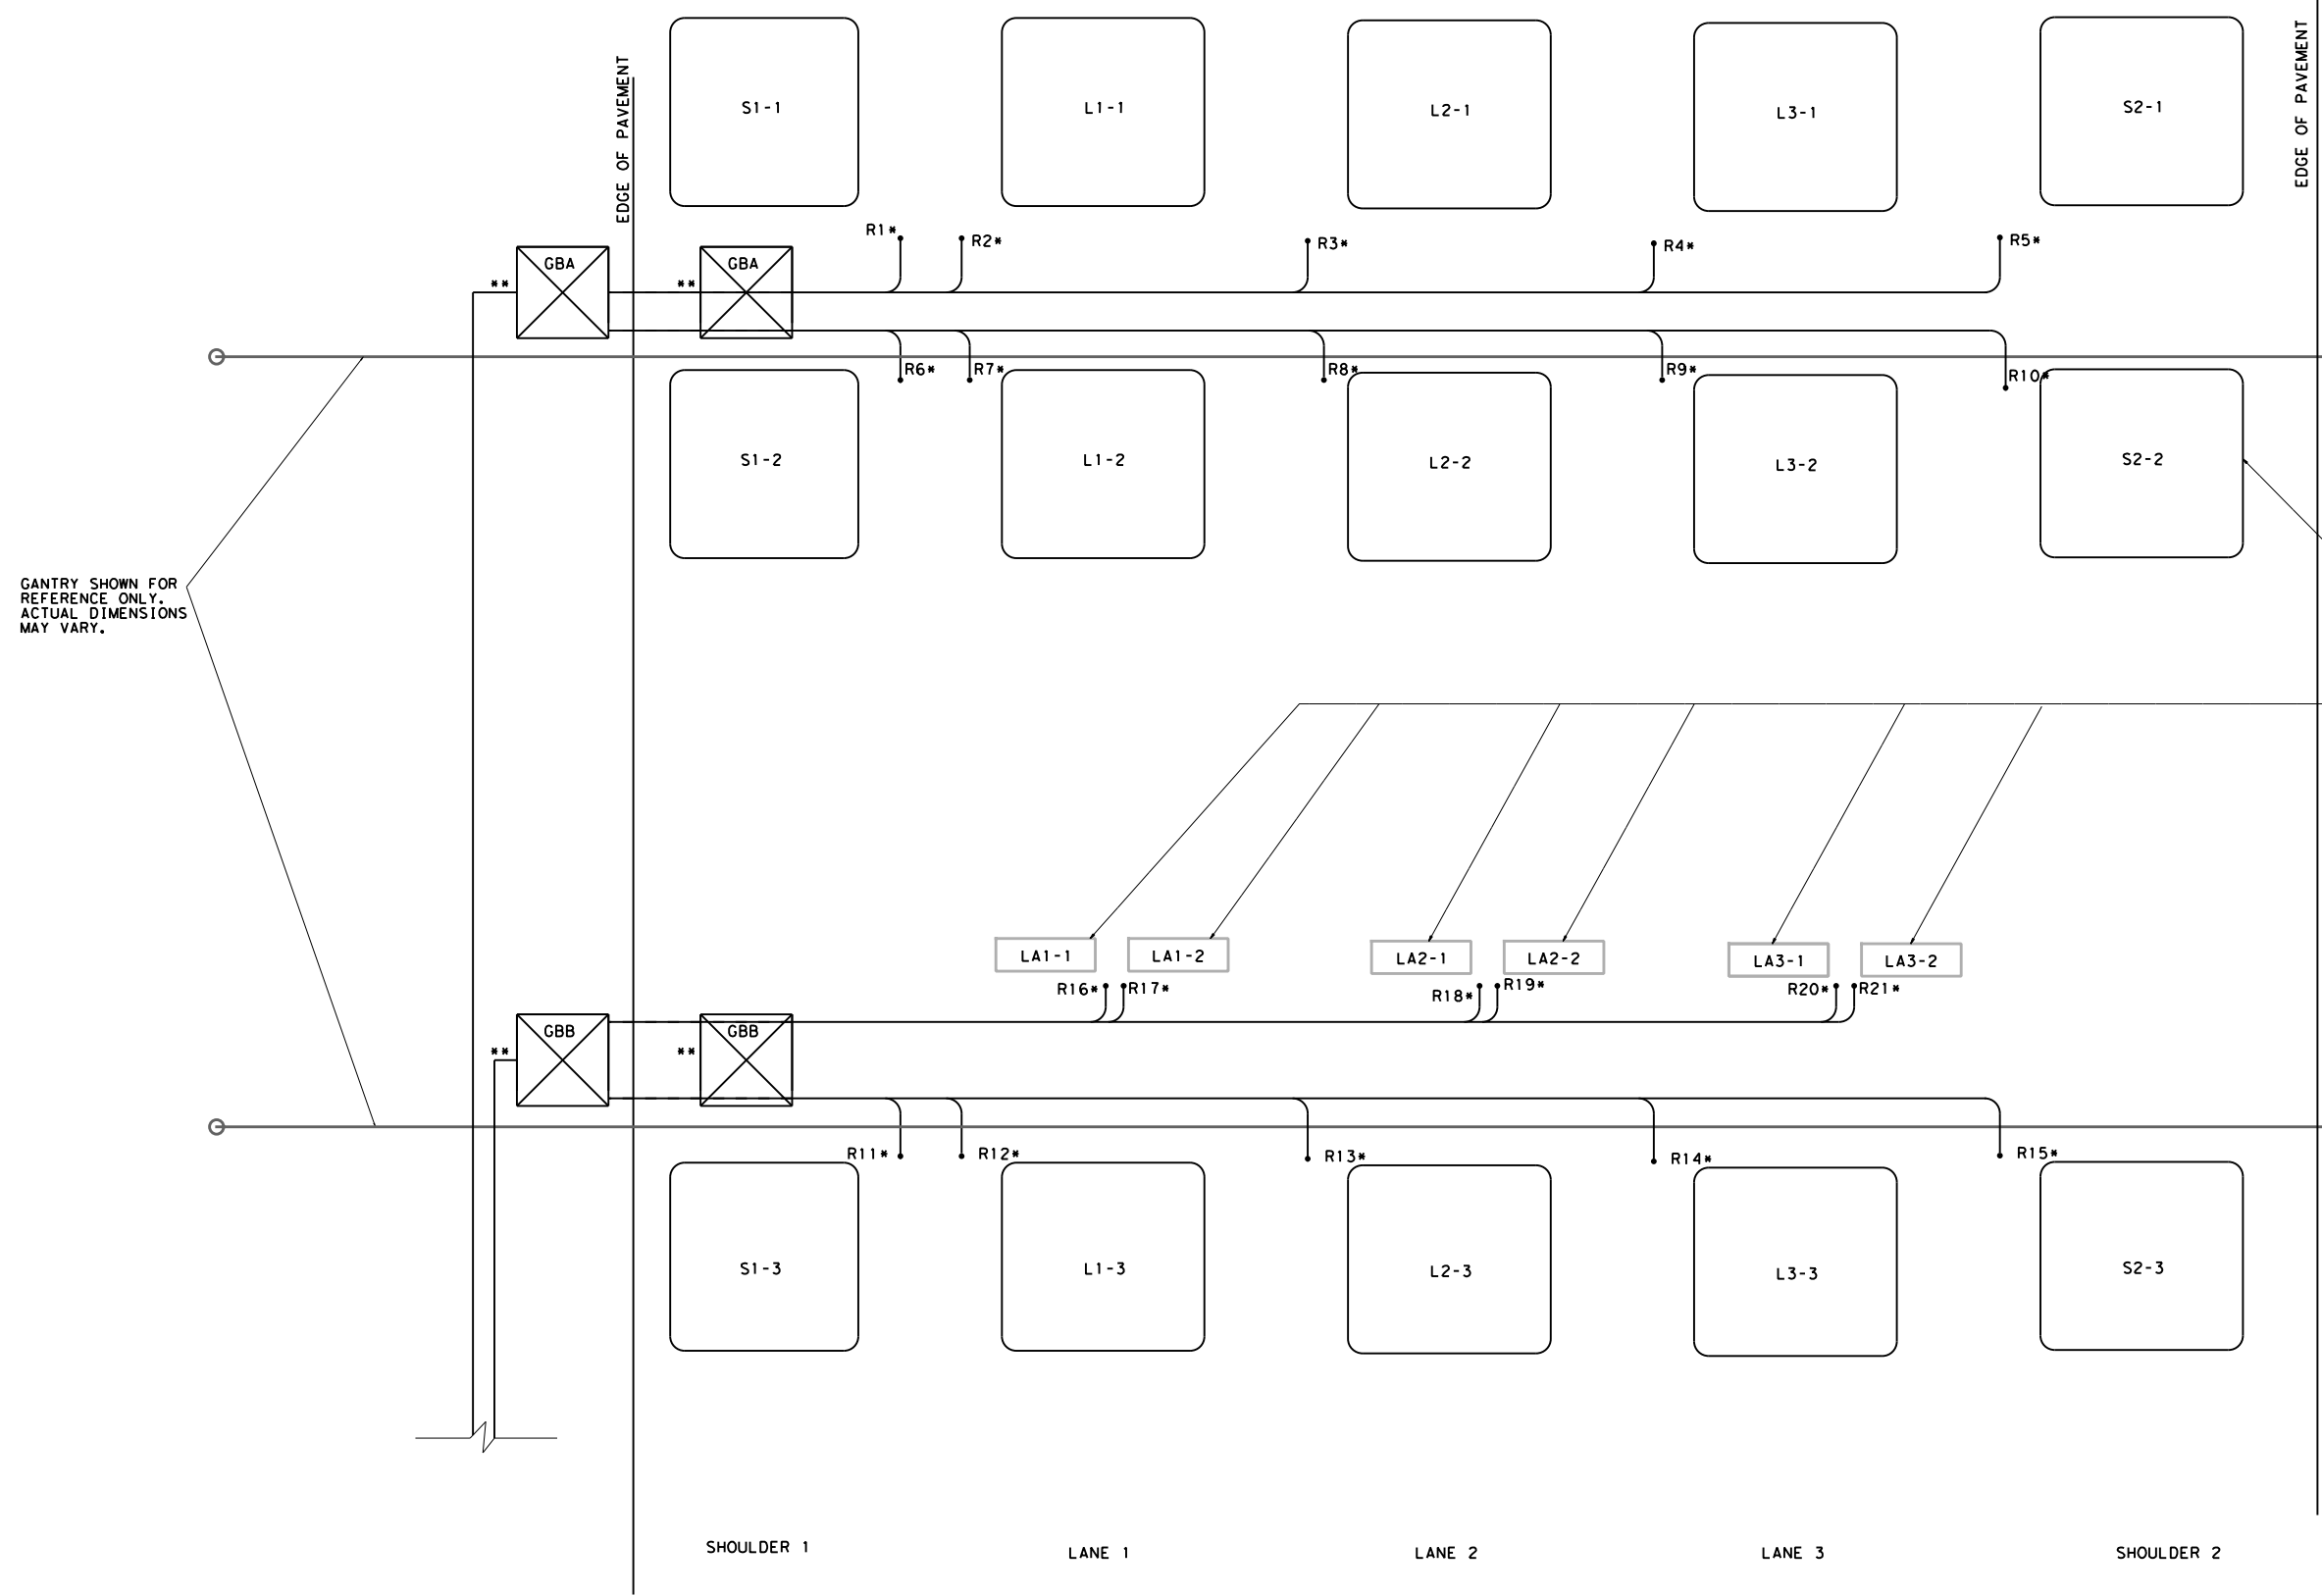 EDGE OF PAVEMENT
EDGE OF PAVEMENT
S1-1
L1-1
L2-1
L3-1
S2-1
R1*
R2*
R3*
R4*
R5*
GBA
GBA
**
**
R6*
R7*
R8*
R9*
R10*
S1-2
L1-2
L2-2
L3-2
S2-2
GANTRY SHOWN FOR
REFERENCE ONLY.
ACTUAL DIMENSIONS
MAY VARY.
LA1-1
LA1-2
LA2-1
LA2-2
LA3-1
LA3-2
R16*
R17*
R18*
R19*
R20*
R21*
GBB
GBB
**
**
R11*
R12*
R13*
R14*
R15*
S1-3
L1-3
L2-3
L3-3
S2-3
SHOULDER 1
LANE 1
LANE 2
LANE 3
SHOULDER 2